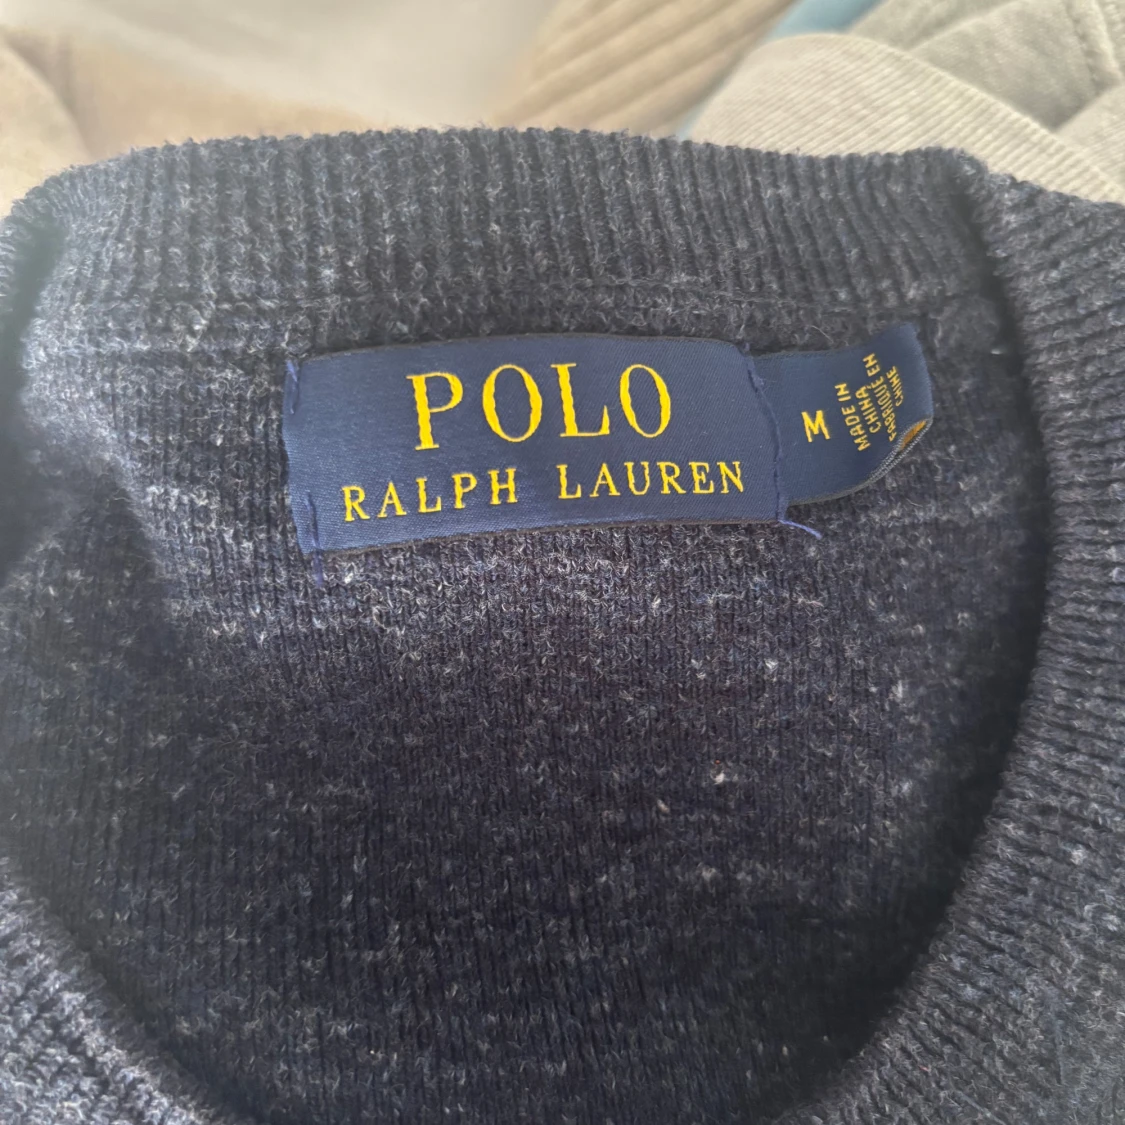 POLO
RALPH LAUREN
M
MADE IN
CHINA
FABRIQUÉ EN
CHINE